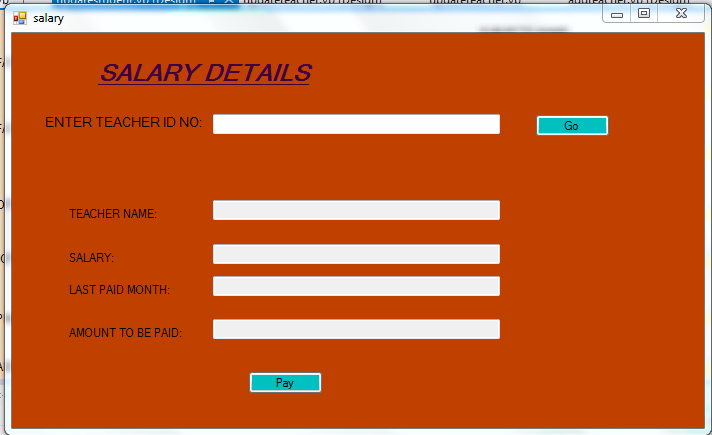 salary
SALARY DETAILS
ENTER TEACHER ID NO:
Go
TEACHER NAME:
SALARY:
LAST PAID MONTH:
AMOUNT TO BE PAID:
Pay